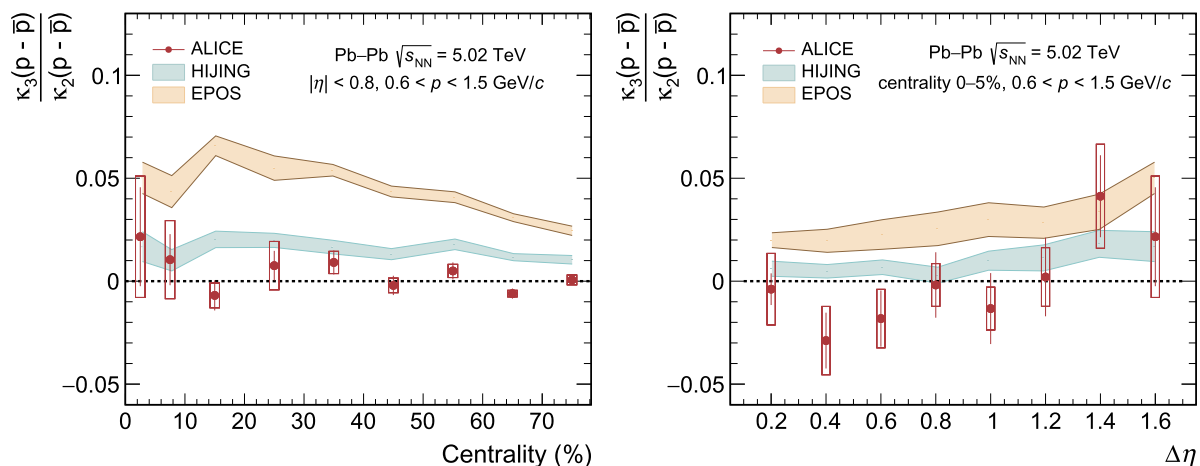 κ₃(p - p̄)
κ₂(p - p̄)
ALICE
HIJING
EPOS
Pb–Pb √sNN = 5.02 TeV
|η| < 0.8, 0.6 < p < 1.5 GeV/c
0.1
0.05
0
−0.05
0 10 20 30 40 50 60 70
Centrality (%)
κ₃(p - p̄)
κ₂(p - p̄)
ALICE
HIJING
EPOS
Pb–Pb √sNN = 5.02 TeV
centrality 0–5%, 0.6 < p < 1.5 GeV/c
0.1
0.05
0
−0.05
0.2 0.4 0.6 0.8 1 1.2 1.4 1.6
Δη